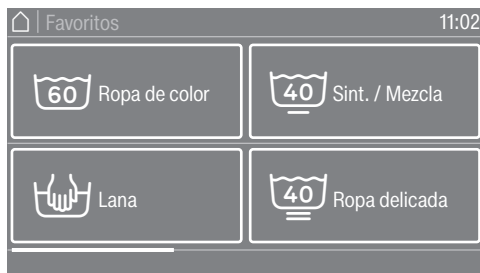 Favoritos 11:02
60 Ropa de color
40 Sint. / Mezcla
Lana
40 Ropa delicada